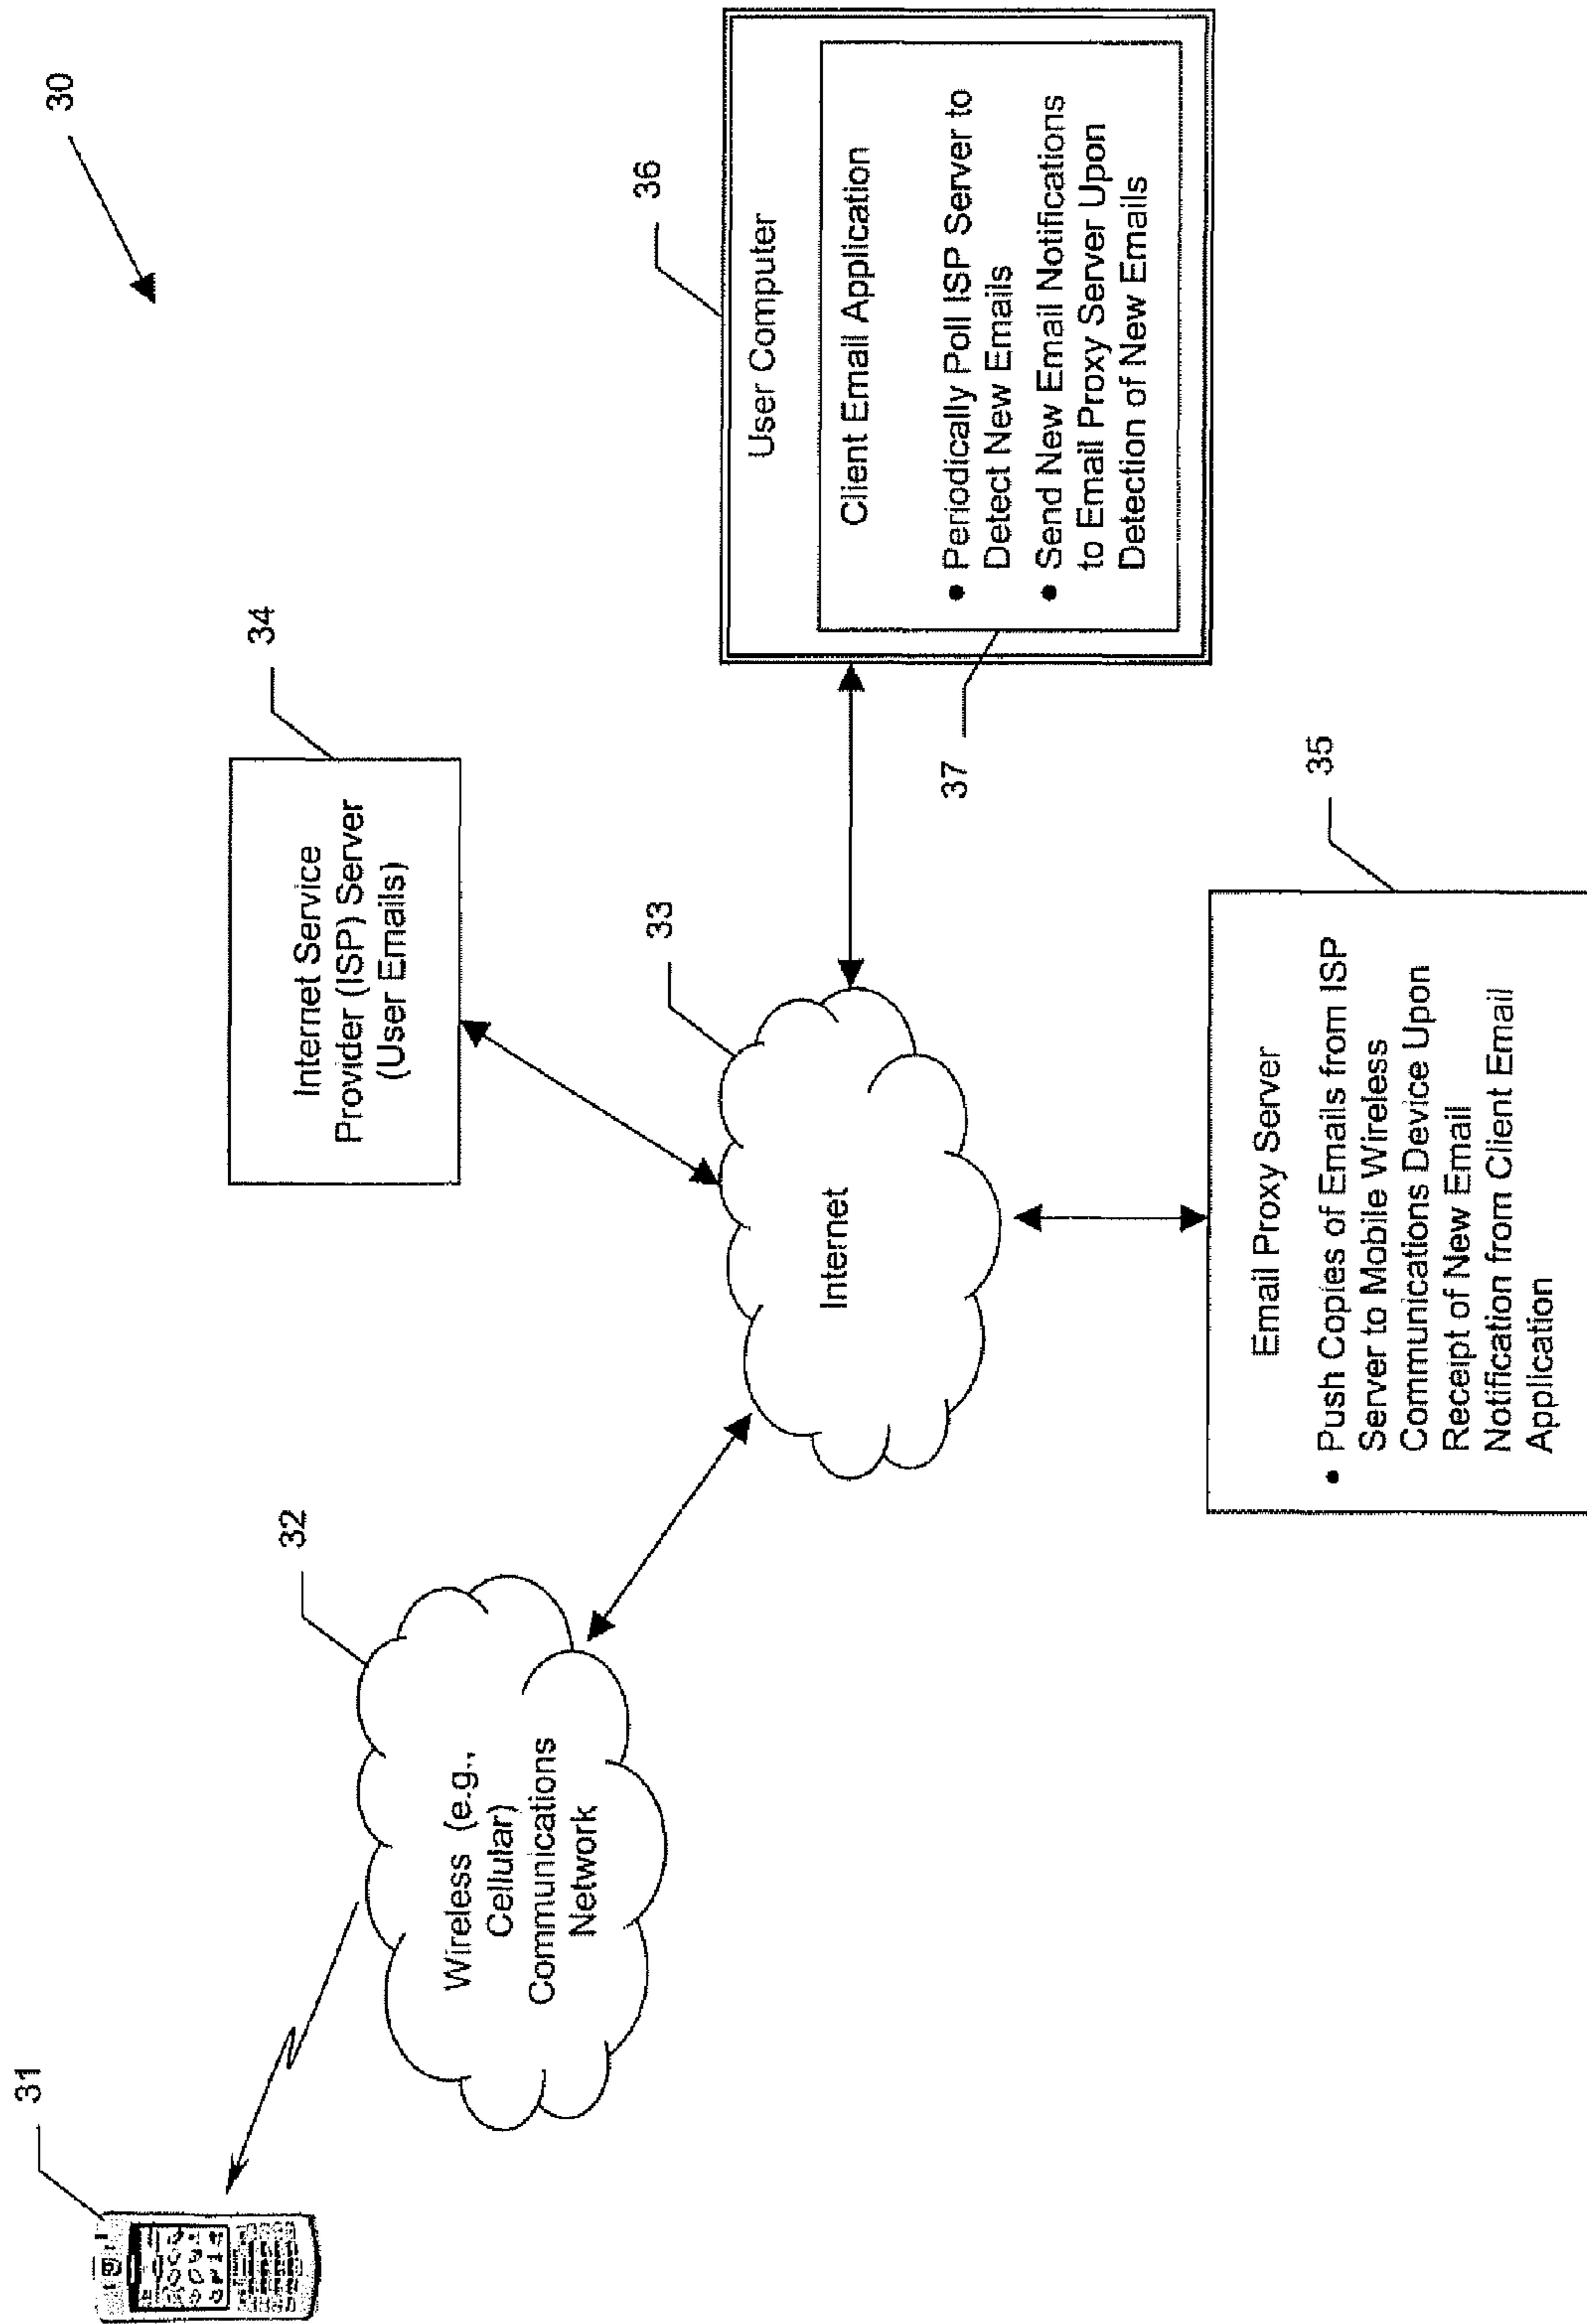 30
31
32
Wireless (e.g.,
Cellular)
Communications
Network
33
Internet
34
Internet Service
Provider (ISP) Server
(User Emails)
36
User Computer
Client Email Application
• Periodically Poll ISP Server to
Detect New Emails
• Send New Email Notifications
to Email Proxy Server Upon
Detection of New Emails
37
35
Email Proxy Server
• Push Copies of Emails from ISP
Server to Mobile Wireless
Communications Device Upon
Receipt of New Email
Notification from Client Email
Application